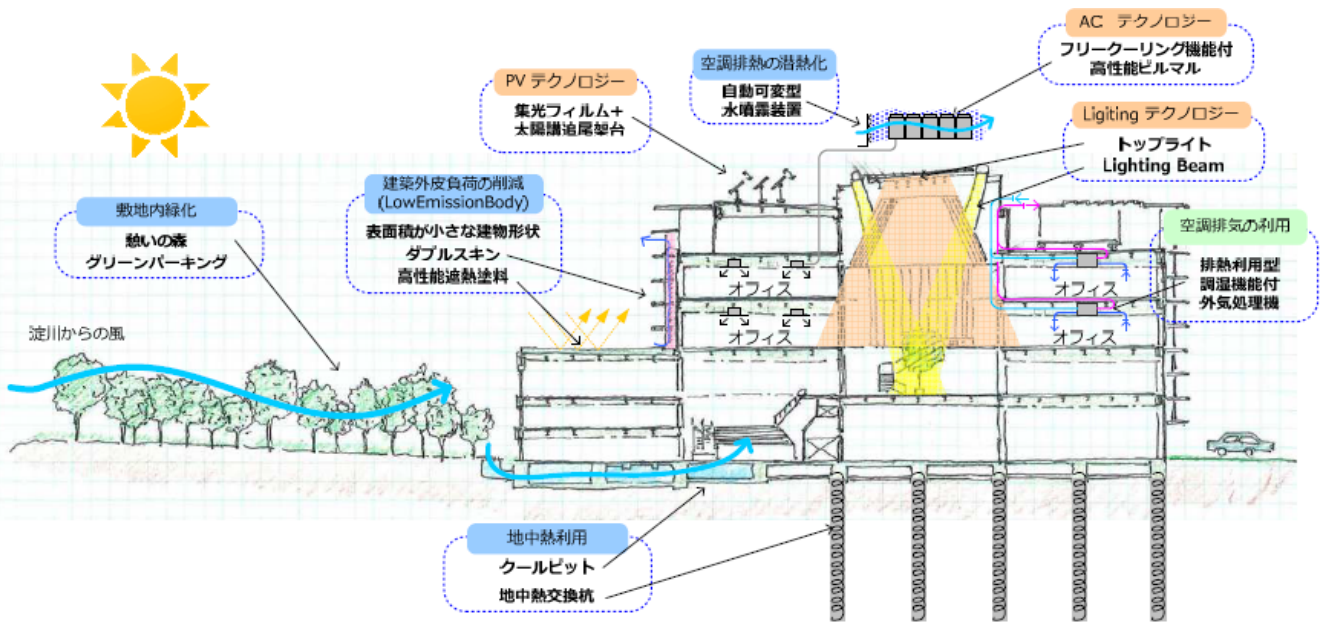 AC テクノロジー
フリークーリング機能付
高性能ビルマル
空調排熱の潜熱化
自動可変型
水噴霧装置
PV テクノロジー
集光フィルム+
太陽講追尾架台
Ligiting テクノロジー
トップライト
Lighting Beam
建築外皮負荷の削減
(LowEmissionBody)
表面積が小さな建物形状
ダブルスキン
高性能遮熱塗料
敷地内緑化
憩いの森
グリーンパーキング
空調排気の利用
排熱利用型
調湿機能付
外気処理機
オフィス
オフィス
オフィス
オフィス
淀川からの風
地中熱利用
クールピット
地中熱交換杭